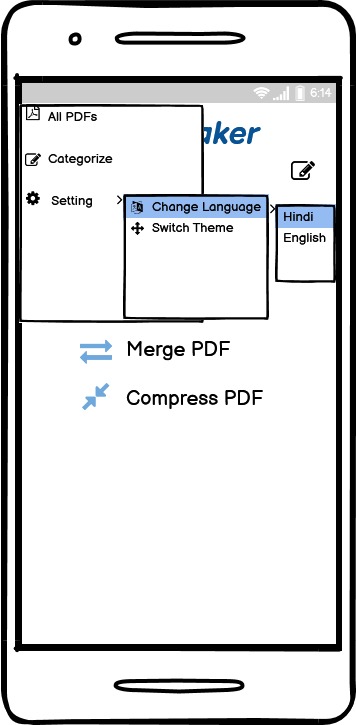 6:14
All PDFs
aker
Categorize
Setting
Change Language
Hindi
Switch Theme
English
Merge PDF
Compress PDF